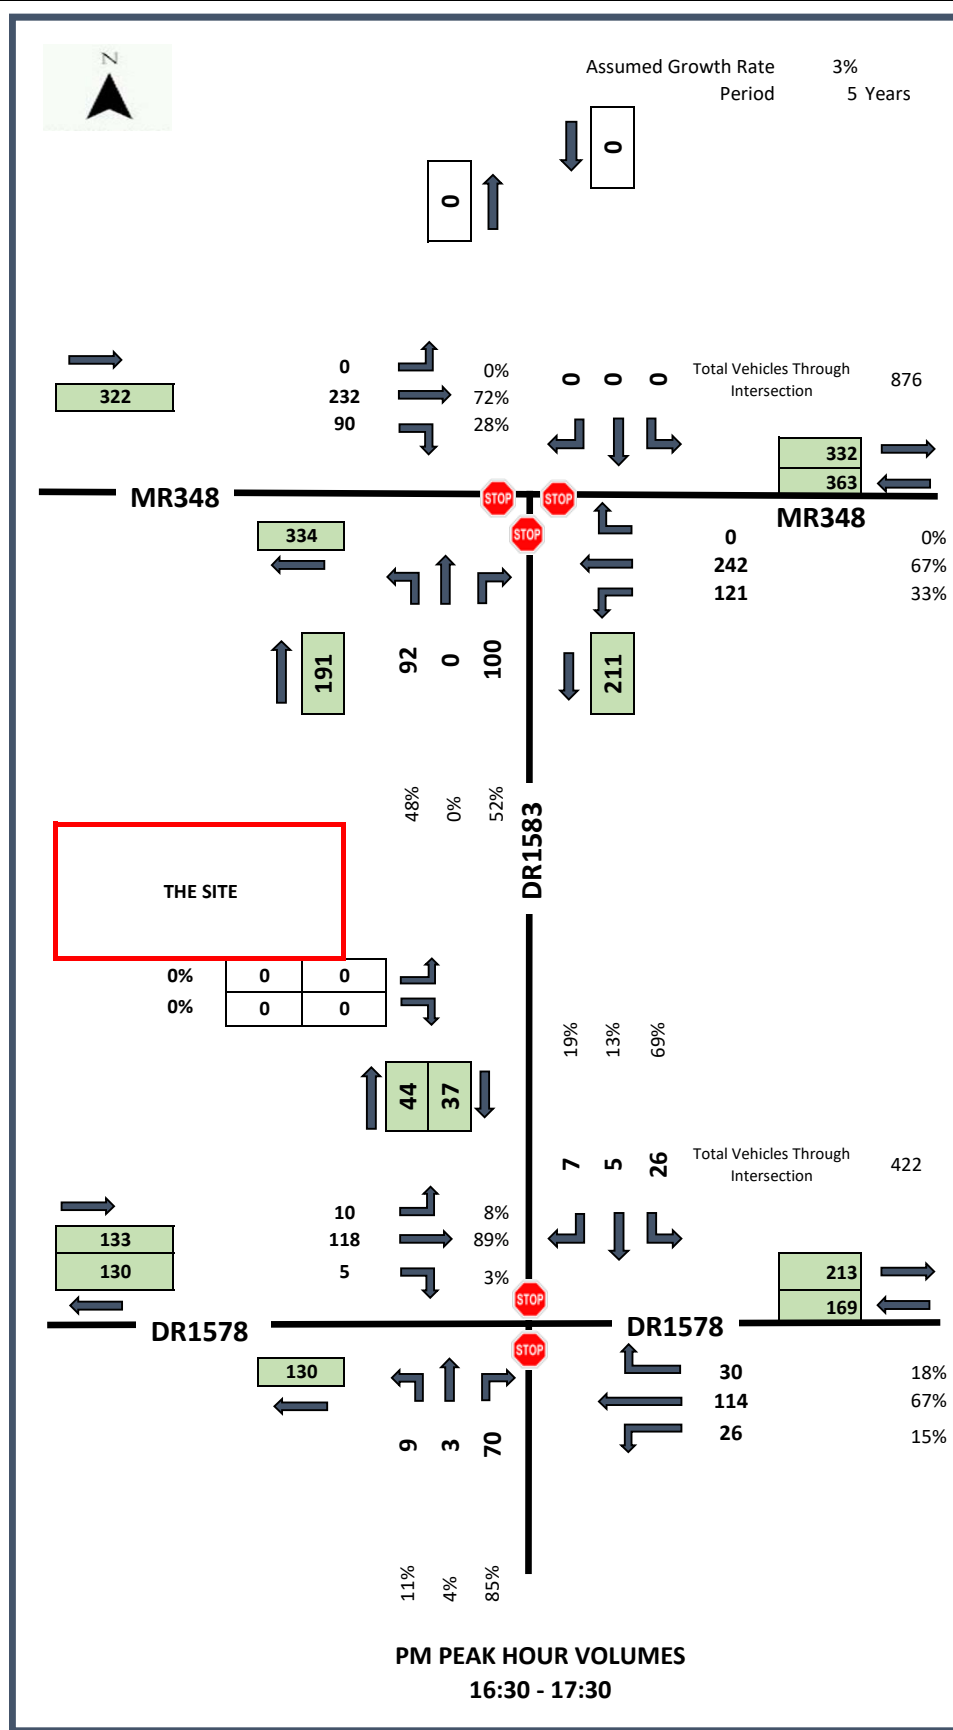 N
Assumed Growth Rate 3%
Period 5 Years
0
0
0 0%
322 232 72%
90 28%
0 0 0
Total Vehicles Through
Intersection 876
332
363
MR348
STOP STOP
STOP
MR348
334
0 0%
242 67%
121 33%
191
92 0 100
211
48% 0% 52%
DR1583
THE SITE
0% 0 0
0% 0 0
19% 13% 69%
44 37
7 5 26
Total Vehicles Through
Intersection 422
10 8%
133 118 89%
130 5 3%
213
169
STOP
DR1578
DR1578
STOP
130
30 18%
114 67%
26 15%
9 3 70
11% 4% 85%
PM PEAK HOUR VOLUMES
16:30 - 17:30